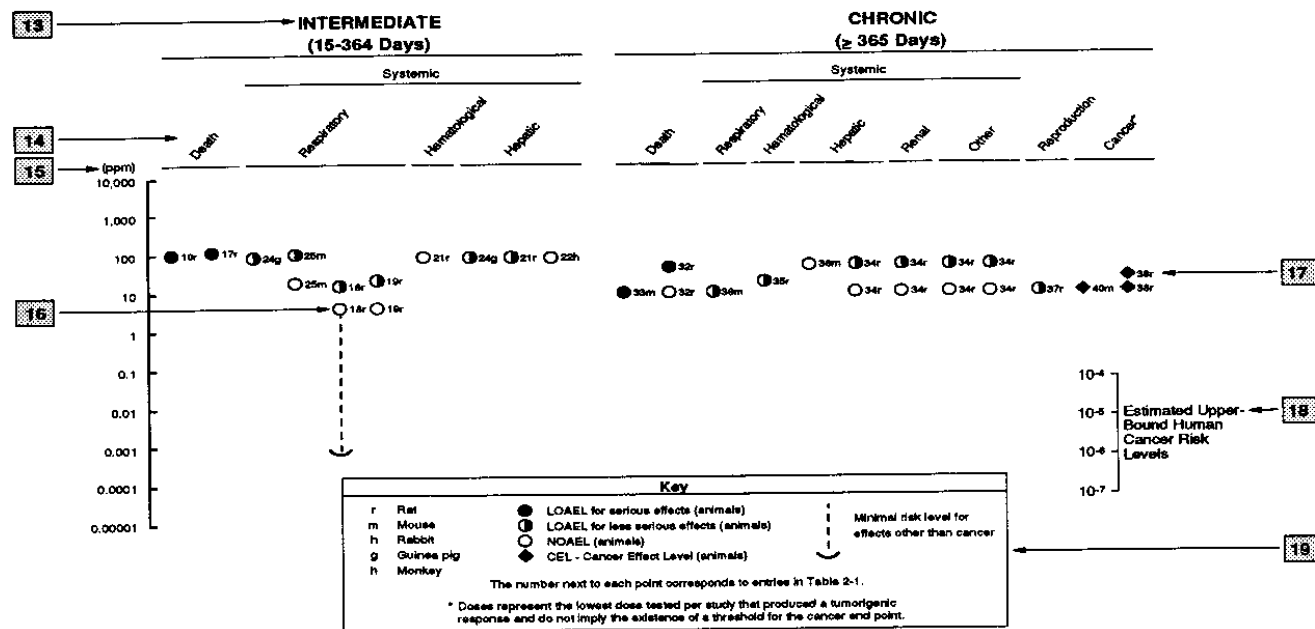 13 INTERMEDIATE (15-364 Days)
CHRONIC (≥ 365 Days)
Systemic
Systemic
14 Death Respiratory Hematological Hepatic
Death Respiratory Hematological Hepatic Renal Other Reproduction Cancer*
15 (ppm)
10,000
1,000
100 19r 17r 24g 25m 21r 24g 21r 22h
32r 36m 34r 34r 34r 34r
38r 17
25m 18r 19r 35r
10 33m 32r 36m 34r 34r 34r 34r 37r 40m 38r
16 18r 19r
1
0.1
0.01
0.001
0.0001
0.00001
10-4
10-5
10-6
10-7
Estimated Upper-
Bound Human
Cancer Risk
Levels
18
Key
r Rat
m Mouse
h Rabbit
g Guinea pig
h Monkey
LOAEL for serious effects (animals)
LOAEL for less serious effects (animals)
NOAEL (animals)
CEL - Cancer Effect Level (animals)
Minimal risk level for
effects other than cancer
19
The number next to each point corresponds to entries in Table 2-1.
* Doses represent the lowest dose tested per study that produced a tumorigenic
response and do not imply the existence of a threshold for the cancer end point.